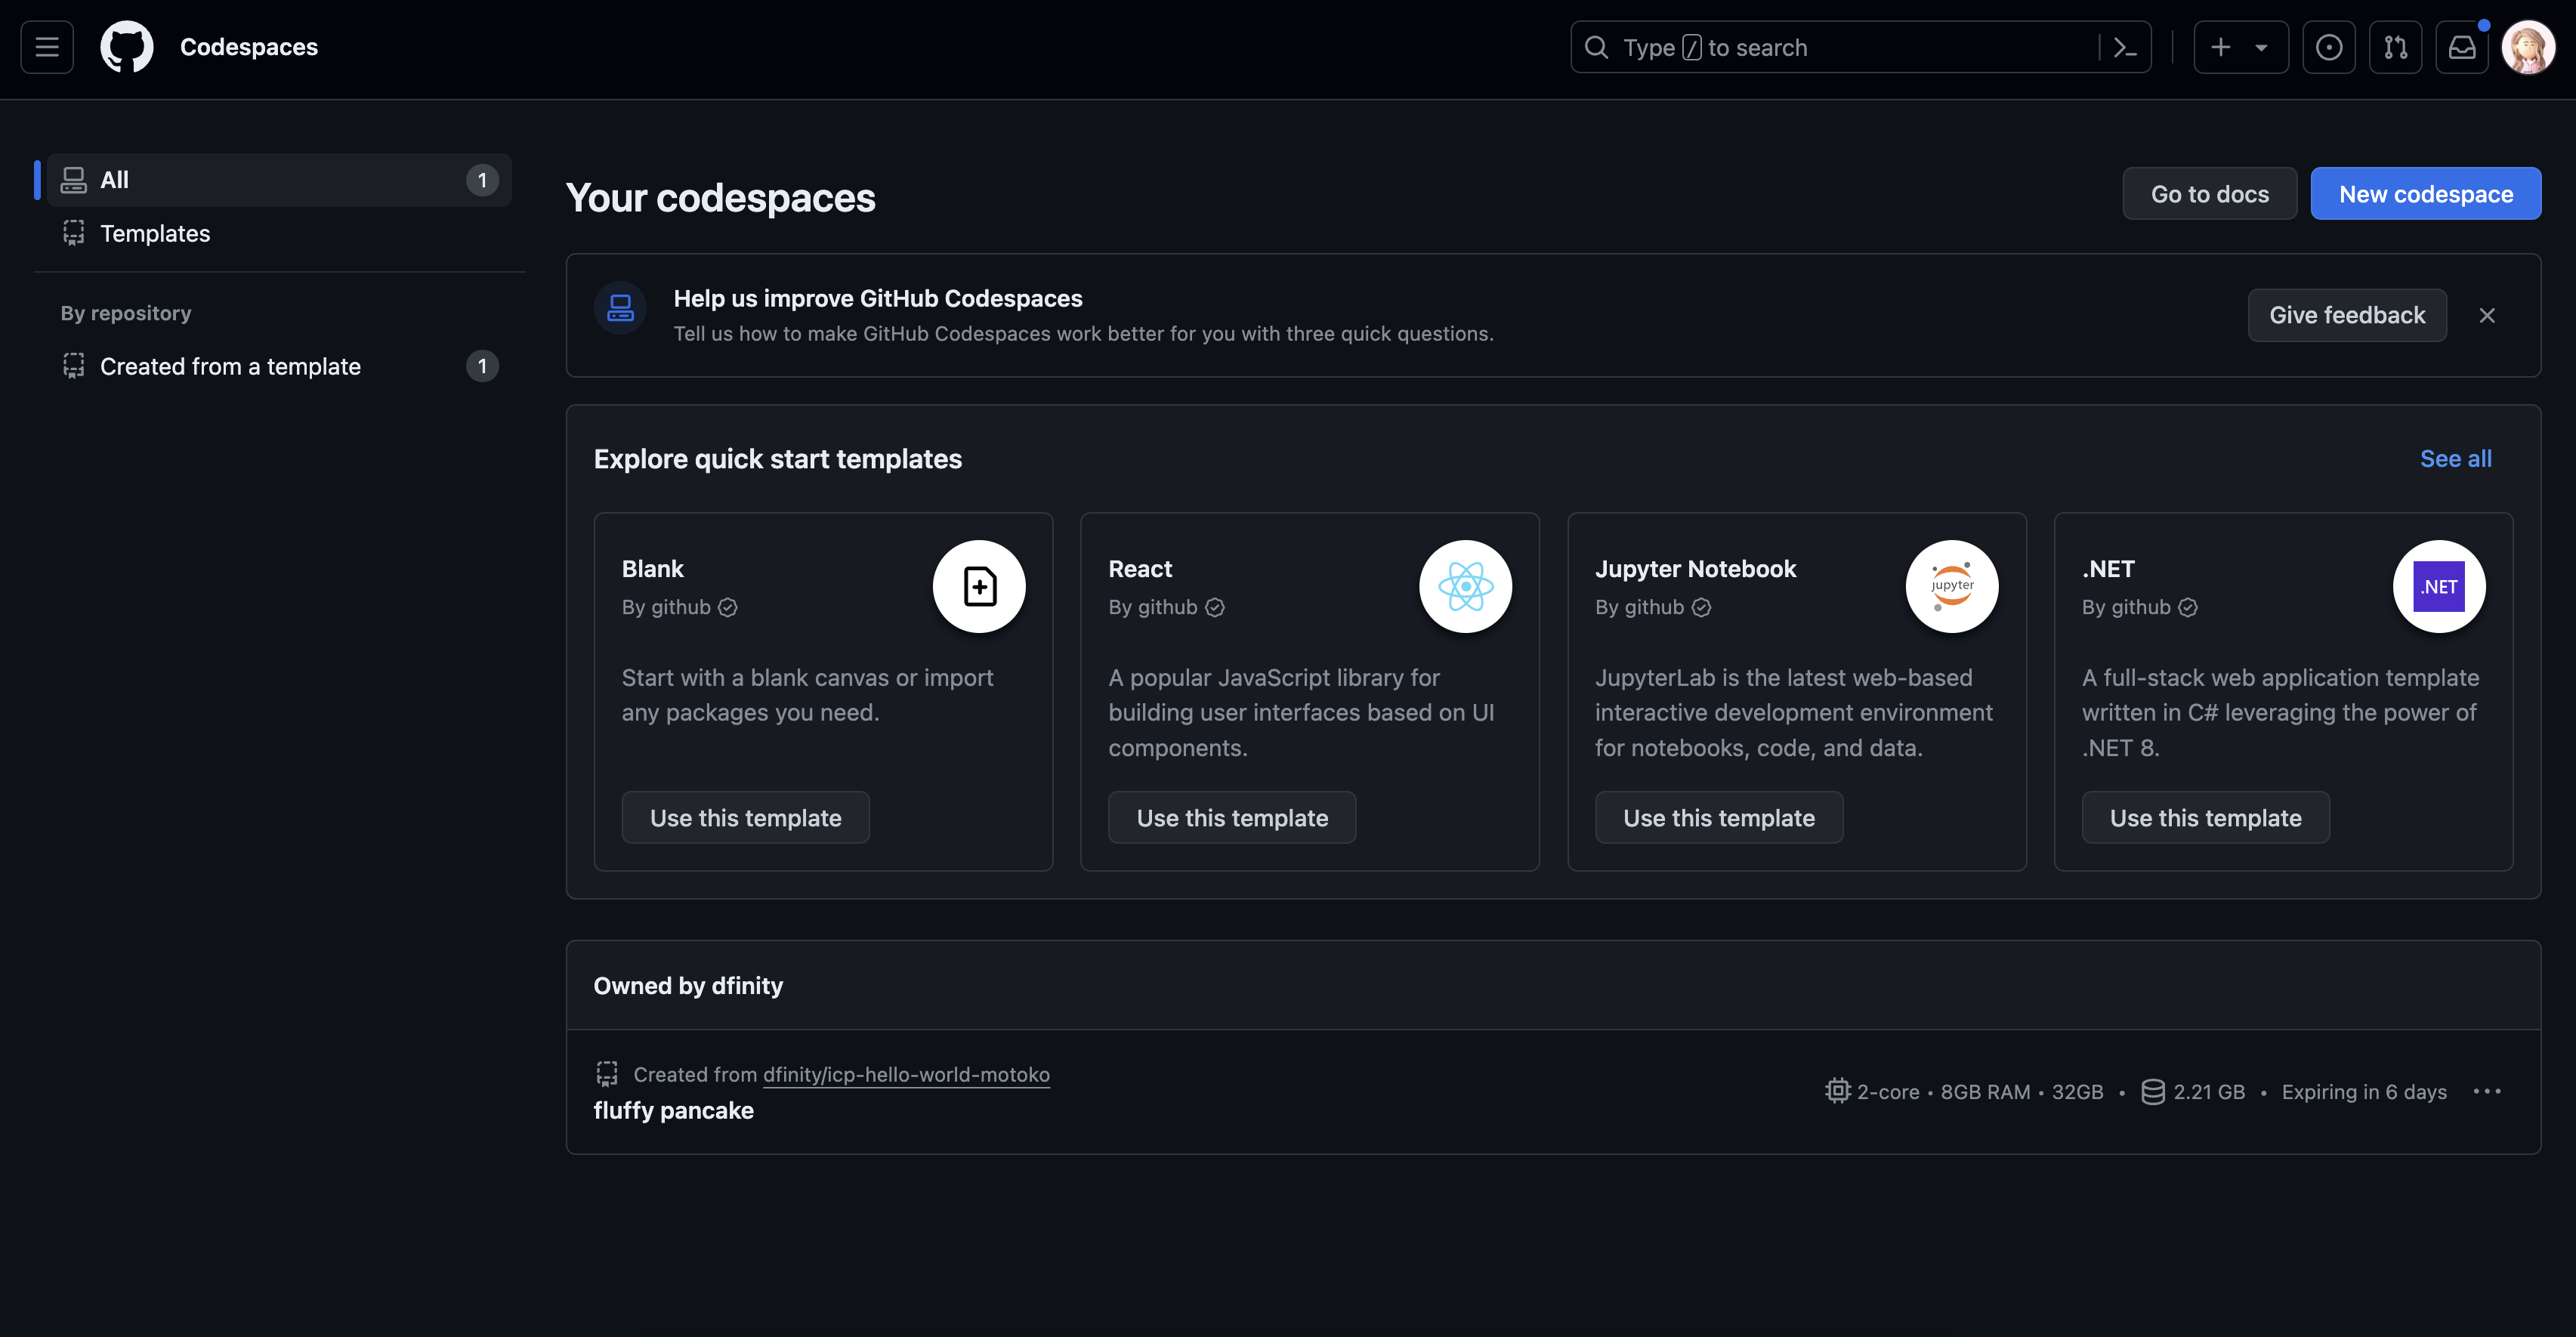 Codespaces
Type / to search
All 1
Templates
By repository
Created from a template 1
Your codespaces
Go to docs
New codespace
Help us improve GitHub Codespaces
Tell us how to make GitHub Codespaces work better for you with three quick questions.
Give feedback
Explore quick start templates
See all
Blank
By github
Start with a blank canvas or import
any packages you need.
Use this template
React
By github
A popular JavaScript library for
building user interfaces based on UI
components.
Use this template
Jupyter Notebook
By github
jupyter
JupyterLab is the latest web-based
interactive development environment
for notebooks, code, and data.
Use this template
.NET
By github
.NET
A full-stack web application template
written in C# leveraging the power of
.NET 8.
Use this template
Owned by dfinity
Created from dfinity/icp-hello-world-motoko
fluffy pancake
2-core • 8GB RAM • 32GB • 2.21 GB • Expiring in 6 days